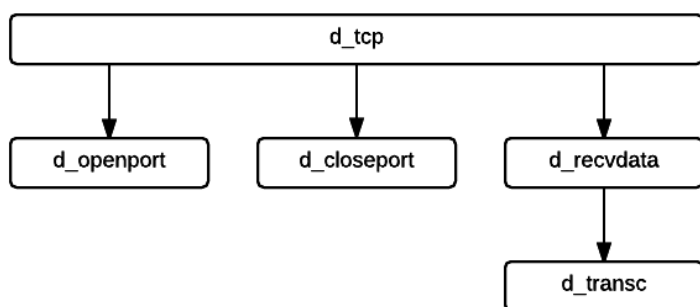 d_tcp
d_openport
d_closeport
d_recvdata
d_transc